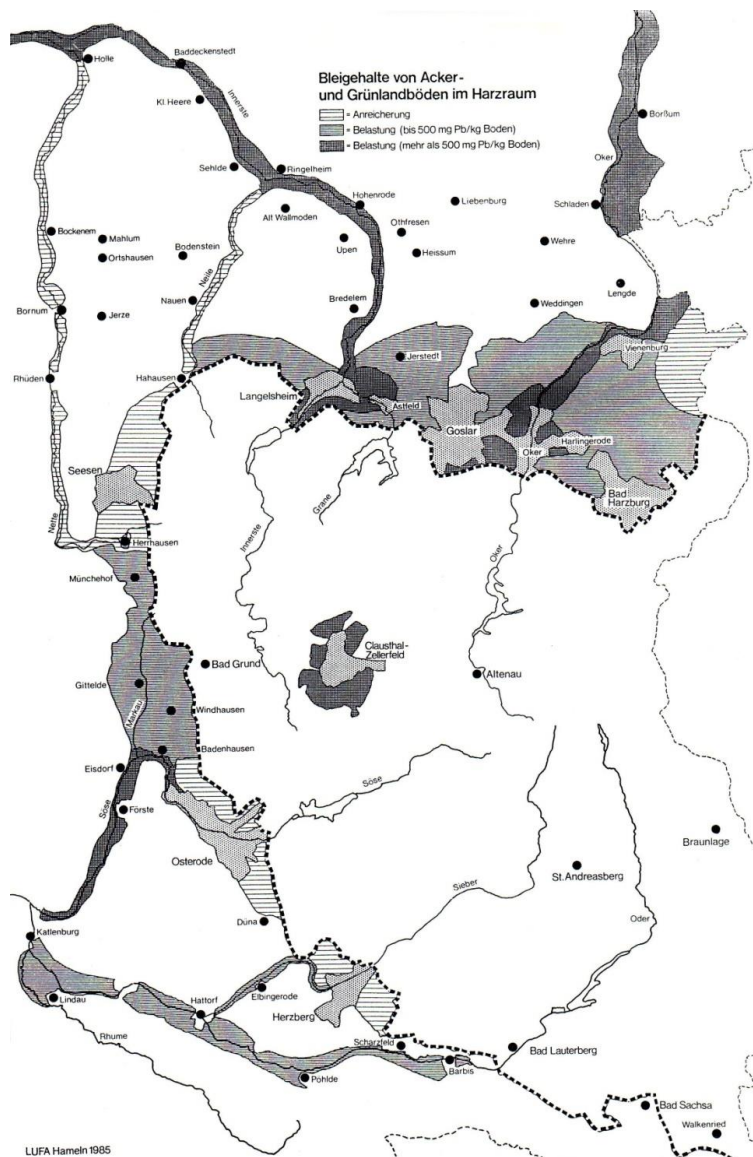 Bleigehalte von Acker-
und Grünlandböden im Harzraum
= Anreicherung
= Belastung (bis 500 mg Pb/kg Boden)
= Belastung (mehr als 500 mg Pb/kg Boden)
Holle
Baddeckenstedt
Kl. Heere
Innerste
Borßum
Oker
Sehlde
Ringelheim
Hohenrode
Liebenburg
Schladen
Alt Wallmoden
Othfresen
Bockenem
Mahlum
Ortshausen
Bodenstein
Neile
Upen
Heissum
Wehre
Nauen
Bredelem
Weddingen
Lengde
Bornum
Jerze
Vienenburg
Jerstedt
Rhüden
Hahausen
Langelsheim
Astfeld
Goslar
Oker
Harlingerode
Seesen
Bad
Harzburg
Grane
Innerste
Oker
Nette
Herrhausen
Münchehof
Clausthal-
Zellerfeld
Bad Grund
Altenau
Gittelde
Markau
Windhausen
Badenhausen
Eisdorf
Söse
Söse
Förste
Braunlage
Osterode
St. Andreasberg
Sieber
Oder
Düna
Katlenburg
Lindau
Hattorf
Elbingerode
Herzberg
Rhume
Scharzfeld
Bad Lauterberg
Barbis
Pöhlde
Bad Sachsa
Walkenried
LUFA Hameln 1985